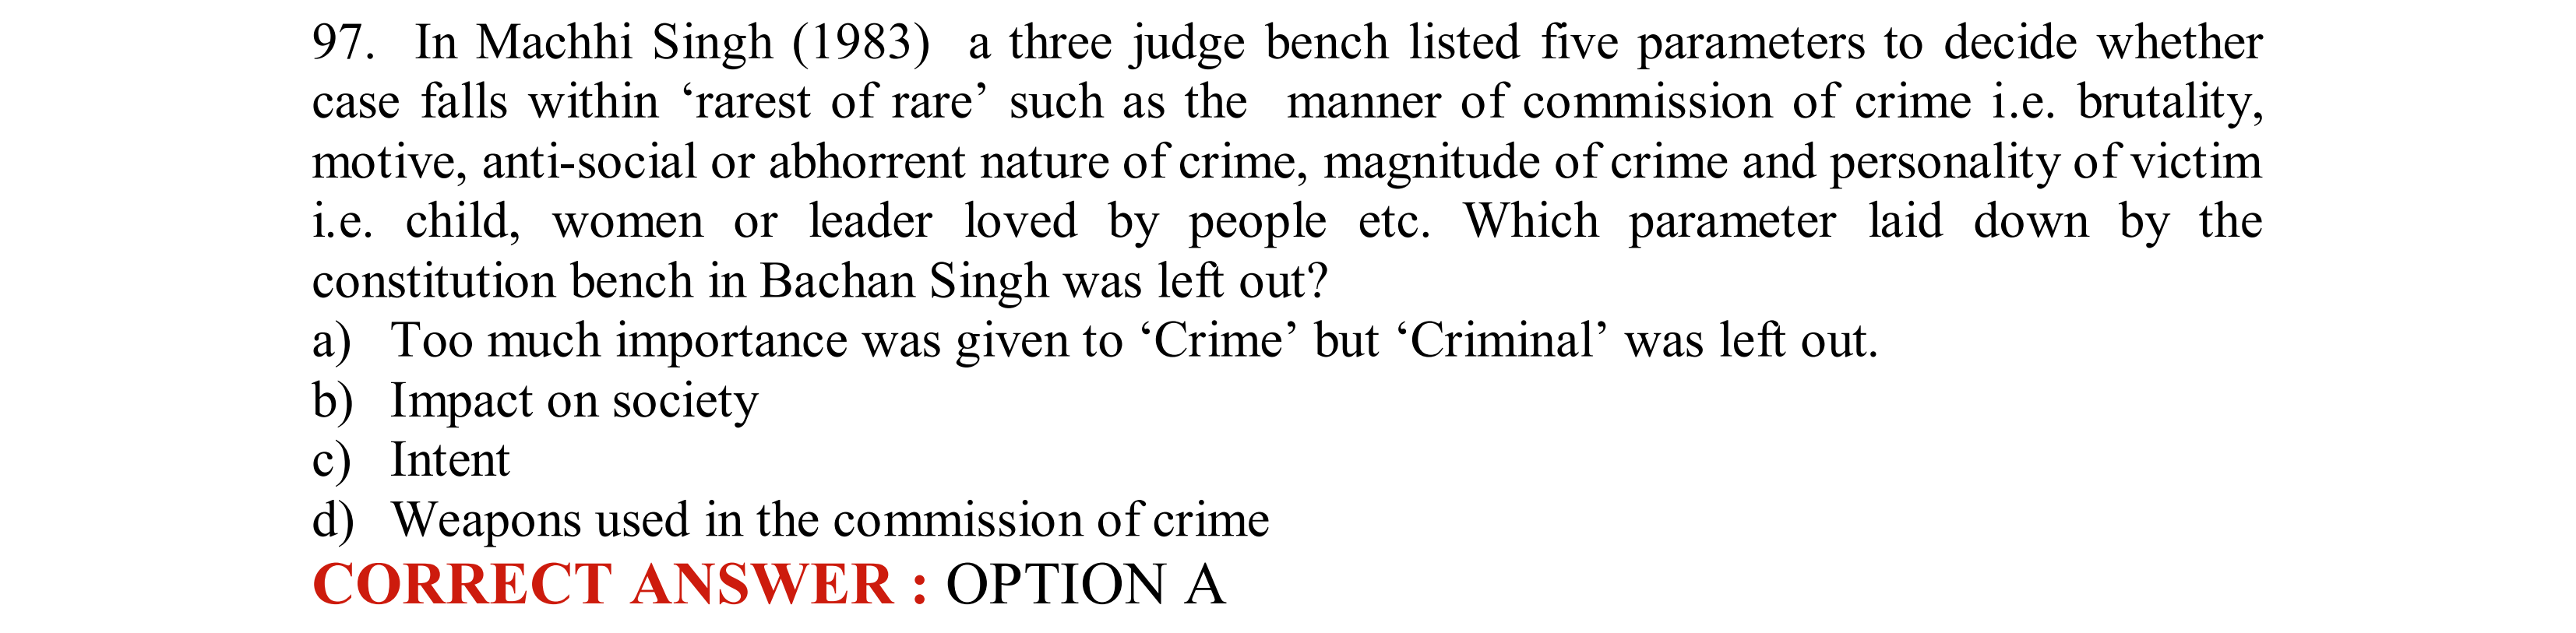 97. In Machhi Singh (1983) a three judge bench listed five parameters to decide whether
case falls within ‘rarest of rare’ such as the manner of commission of crime i.e. brutality,
motive, anti-social or abhorrent nature of crime, magnitude of crime and personality of victim
i.e. child, women or leader loved by people etc. Which parameter laid down by the
constitution bench in Bachan Singh was left out?
a) Too much importance was given to ‘Crime’ but ‘Criminal’ was left out.
b) Impact on society
c) Intent
d) Weapons used in the commission of crime
CORRECT ANSWER : OPTION A